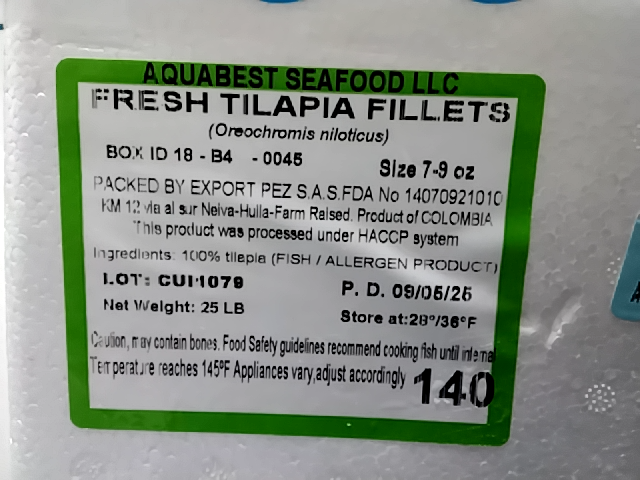 AQUABEST SEAFOOD LLC
FRESH TILAPIA FILLETS
(Oreochromis niloticus)
BOX ID 18 - B4 - 0045
Size 7-9 oz
PACKED BY EXPORT PEZ S.A.S.FDA No 14070921010
KM 12 via al sur Neiva-Huila-Farm Raised. Product of COLOMBIA
This product was processed under HACCP system
Ingredients: 100% tilapia (FISH / ALLERGEN PRODUCT)
LOT:
P. D. 09/05/25
Net Weight: 25 LB
Store at:28°/36°F
Caution, may contain bones. Food Safety guidelines recommend cooking fish until interna
Temperature reaches 145°F Appliances vary,adjust accordingly
140